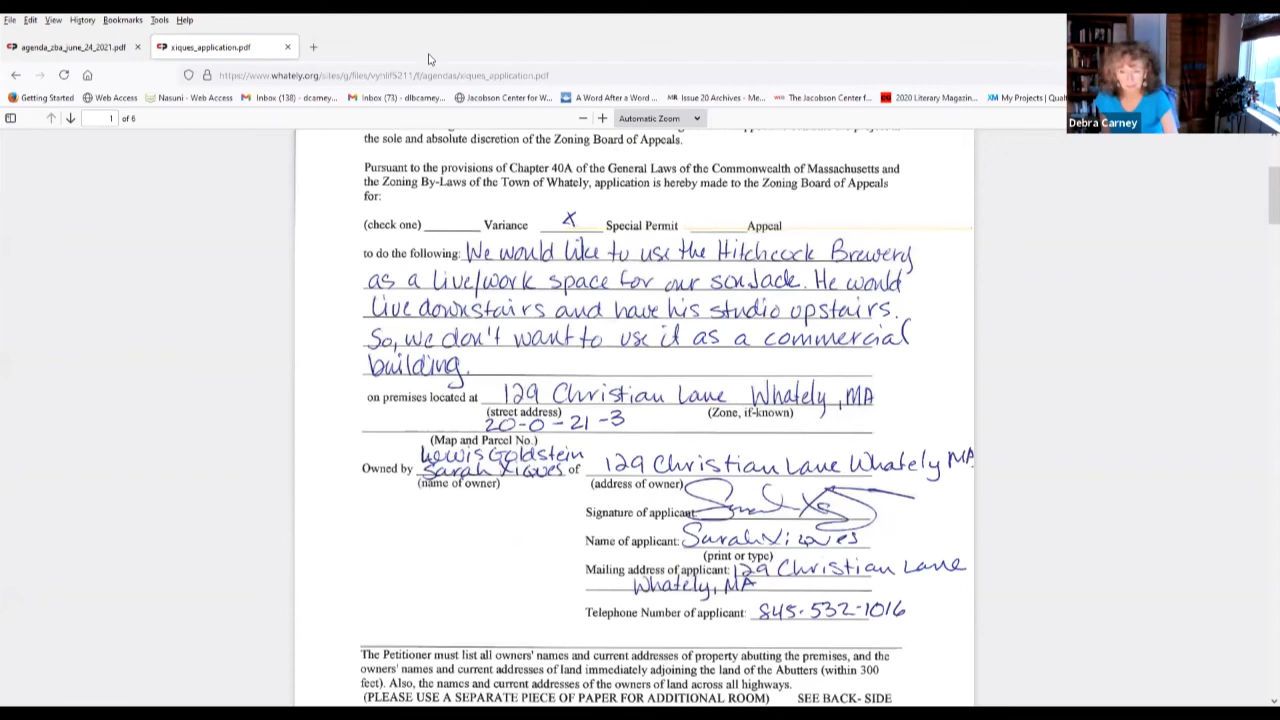 File Edit View History Bookmarks Tools Help
agenda_zba_june_24_2021.pdf × xiques_application.pdf × +
https://www.whately.org/sites/g/files/vyhlif5211/f/agendas/xiques_application.pdf
Getting Started Web Access Nasuni - Web Access Inbox (138) - dcarney... Inbox (73) - dlbcarney... Jacobson Center for W... A Word After a Word ... Issue 20 Archives - Me... The Jacobson Center f... 2020 Literary Magazin... My Projects | Qual
Debra Carney
1 of 6 − + Automatic Zoom
the sole and absolute discretion of the Zoning Board of Appeals.
Pursuant to the provisions of Chapter 40A of the General Laws of the Commonwealth of Massachusetts and
the Zoning By-Laws of the Town of Whately, application is hereby made to the Zoning Board of Appeals
for:
(check one) Variance X Special Permit Appeal
to do the following: We would like to use the Hitchcock Brewery
as a live/work space for our son Jack. He would
live downstairs and have his studio upstairs.
So, we don't want to use it as a commercial
building.
on premises located at 129 Christian Lane Whately, MA
(street address) (Zone, if known)
20-0-21-3
(Map and Parcel No.)
Lewis Goldstein
Owned by Sarah Xiques of 129 Christian Lane Whately MA
(name of owner) (address of owner)
Signature of applicant:
Name of applicant: Sarah Xiques
(print or type)
Mailing address of applicant: 129 Christian Lane
Whately, MA
Telephone Number of applicant: 845-532-1016
The Petitioner must list all owners' names and current addresses of property abutting the premises, and the
owners' names and current addresses of land immediately adjoining the land of the Abutters (within 300
feet). Also, the names and current addresses of the owners of land across all highways.
(PLEASE USE A SEPARATE PIECE OF PAPER FOR ADDITIONAL ROOM) SEE BACK- SIDE